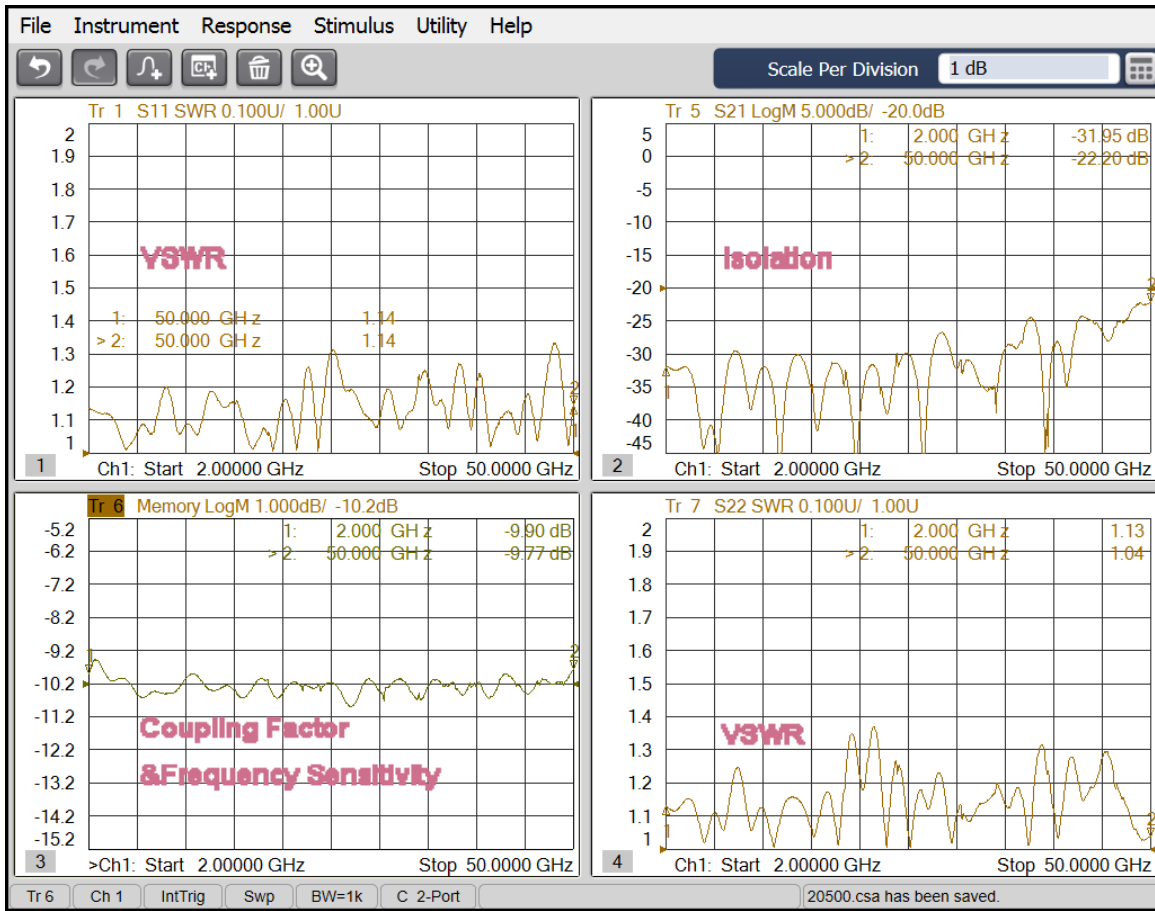 File Instrument Response Stimulus Utility Help
Scale Per Division 1 dB
Tr 1 S11 SWR 0.100U/ 1.00U
2
1.9
1.8
1.7
1.6
1.5
1.4
1.3
1.2
1.1
1
VSWR
1: 50.000 GHz 1.14
> 2: 50.000 GHz 1.14
2
1
1 Ch1: Start 2.00000 GHz Stop 50.0000 GHz
Tr 5 S21 LogM 5.000dB/ -20.0dB
1: 2.000 GHz -31.95 dB
> 2: 50.000 GHz -22.20 dB
5
0
-5
-10
-15
-20
-25
-30
-35
-40
-45
Isolation
1
2
2 Ch1: Start 2.00000 GHz Stop 50.0000 GHz
Tr 6 Memory LogM 1.000dB/ -10.2dB
1: 2.000 GHz -9.90 dB
> 2: 50.000 GHz -9.77 dB
-5.2
-6.2
-7.2
-8.2
-9.2
-10.2
-11.2
-12.2
-13.2
-14.2
-15.2
1
2
Coupling Factor
&Frequency Sensitivity
3 >Ch1: Start 2.00000 GHz Stop 50.0000 GHz
Tr 7 S22 SWR 0.100U/ 1.00U
1: 2.000 GHz 1.13
> 2: 50.000 GHz 1.04
2
1.9
1.8
1.7
1.6
1.5
1.4
1.3
1.2
1.1
1
VSWR
1
2
4 Ch1: Start 2.00000 GHz Stop 50.0000 GHz
Tr 6 Ch 1 IntTrig Swp BW=1k C 2-Port 20500.csa has been saved.